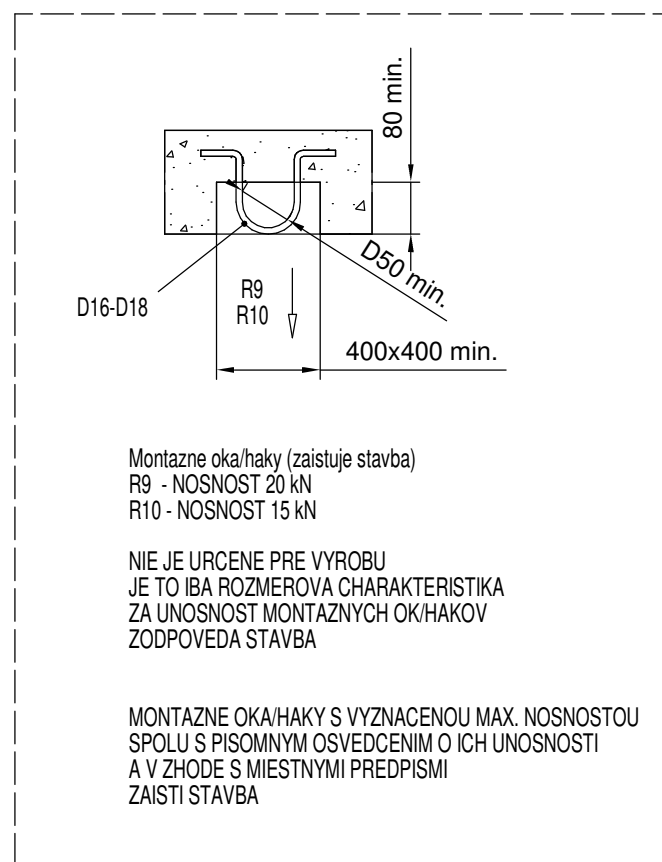 80 min.
D50 min.
D16-D18
R9
R10
400x400 min.
Montazne oka/haky (zaistuje stavba)
R9 - NOSNOST 20 kN
R10 - NOSNOST 15 kN
NIE JE URCENE PRE VYROBU
JE TO IBA ROZMEROVA CHARAKTERISTIKA
ZA UNOSNOST MONTAZNYCH OK/HAKOV
ZODPOVEDA STAVBA
MONTAZNE OKA/HAKY S VYZNACENOU MAX. NOSNOSTOU
SPOLU S PISOMNYM OSVEDCENIM O ICH UNOSNOSTI
A V ZHODE S MIESTNYMI PREDPISMI
ZAISTI STAVBA